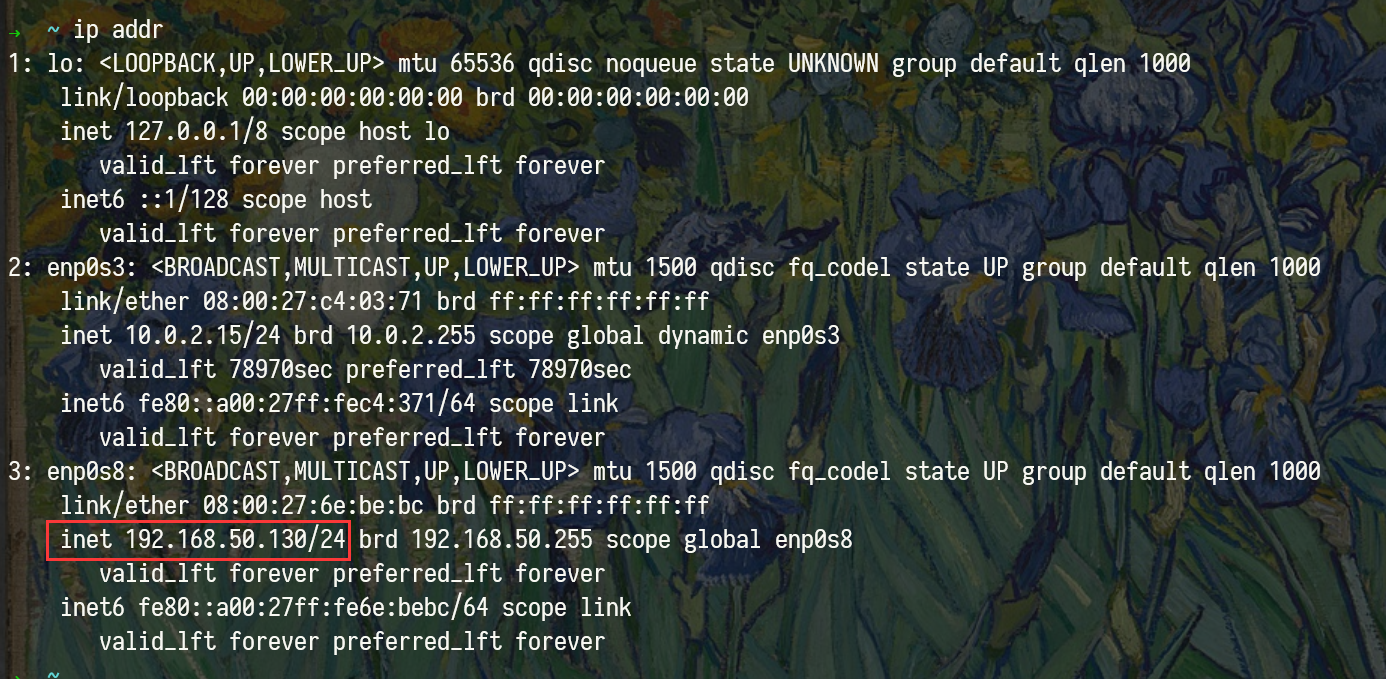 → ~ ip addr
1: lo: <LOOPBACK,UP,LOWER_UP> mtu 65536 qdisc noqueue state UNKNOWN group default qlen 1000
link/loopback 00:00:00:00:00:00 brd 00:00:00:00:00:00
inet 127.0.0.1/8 scope host lo
valid_lft forever preferred_lft forever
inet6 ::1/128 scope host
valid_lft forever preferred_lft forever
2: enp0s3: <BROADCAST,MULTICAST,UP,LOWER_UP> mtu 1500 qdisc fq_codel state UP group default qlen 1000
link/ether 08:00:27:c4:03:71 brd ff:ff:ff:ff:ff:ff
inet 10.0.2.15/24 brd 10.0.2.255 scope global dynamic enp0s3
valid_lft 78970sec preferred_lft 78970sec
inet6 fe80::a00:27ff:fec4:371/64 scope link
valid_lft forever preferred_lft forever
3: enp0s8: <BROADCAST,MULTICAST,UP,LOWER_UP> mtu 1500 qdisc fq_codel state UP group default qlen 1000
link/ether 08:00:27:6e:be:bc brd ff:ff:ff:ff:ff:ff
inet 192.168.50.130/24 brd 192.168.50.255 scope global enp0s8
valid_lft forever preferred_lft forever
inet6 fe80::a00:27ff:fe6e:bebc/64 scope link
valid_lft forever preferred_lft forever
→ ~